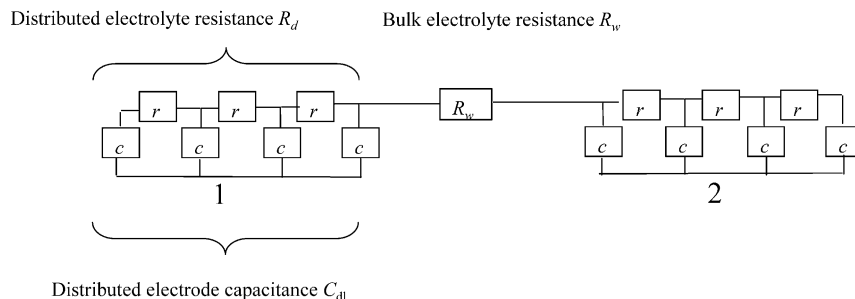 Distributed electrolyte resistance R_d
Bulk electrolyte resistance R_w
r r r R_w r r r
c c c c c c c c
1 2
Distributed electrode capacitance C_dl